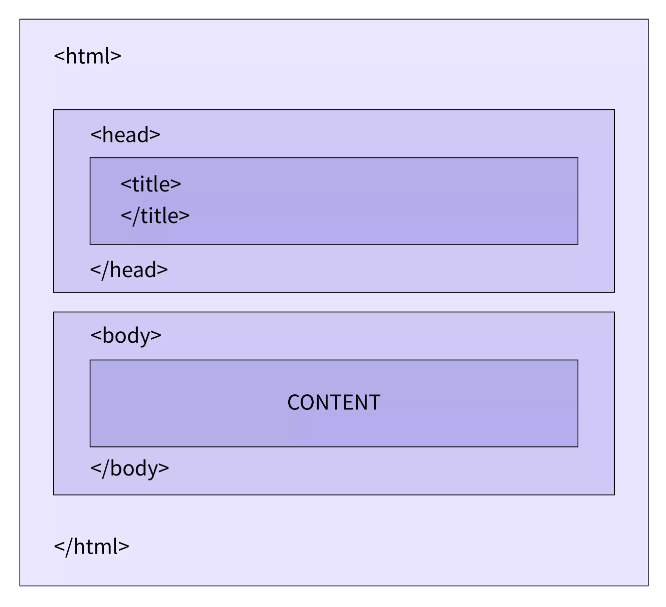 <html>
<head>
<title>
</title>
</head>
<body>
CONTENT
</body>
</html>